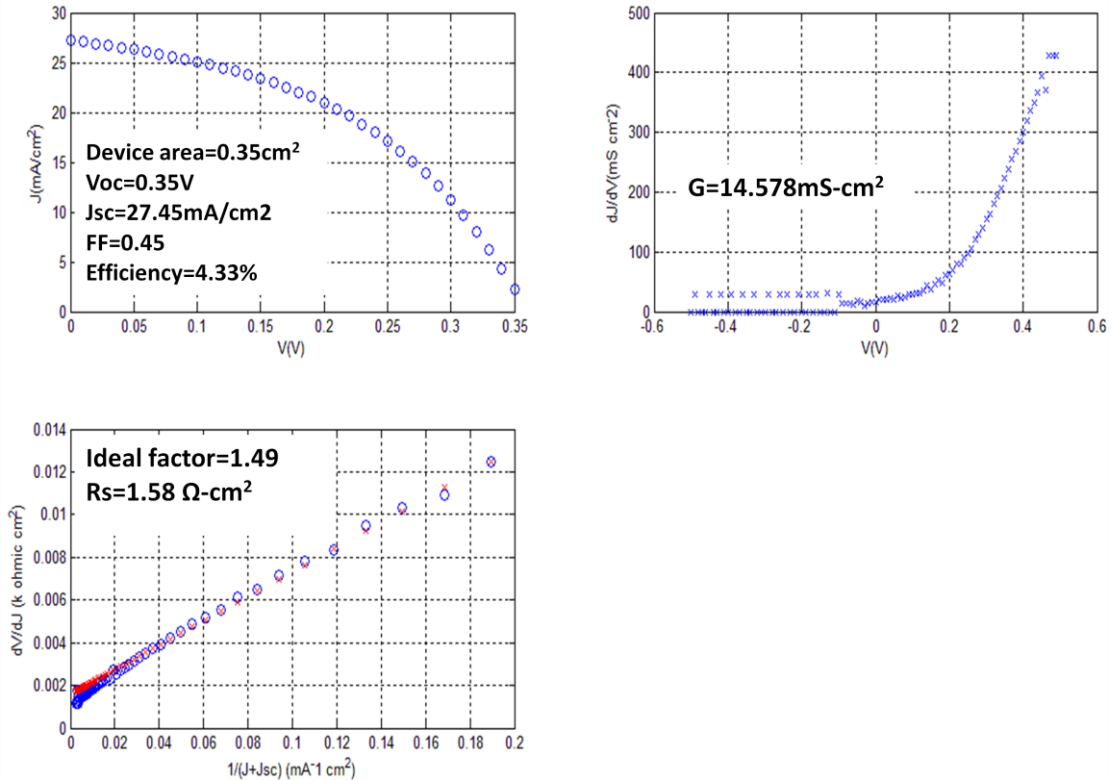 30
25
20
15
10
5
0
J(mA/cm²)
Device area=0.35cm²
Voc=0.35V
Jsc=27.45mA/cm2
FF=0.45
Efficiency=4.33%
0 0.05 0.1 0.15 0.2 0.25 0.3 0.35
V(V)
500
400
300
200
100
0
dJ/dV(mS cm-2)
G=14.578mS-cm²
-0.6 -0.4 -0.2 0 0.2 0.4 0.6
V(V)
0.014
0.012
0.01
0.008
0.006
0.004
0.002
0
dV/dJ (k ohmic cm²)
Ideal factor=1.49
Rs=1.58 Ω-cm²
0 0.02 0.04 0.06 0.08 0.1 0.12 0.14 0.16 0.18 0.2
1/(J+Jsc) (mA⁻1 cm²)